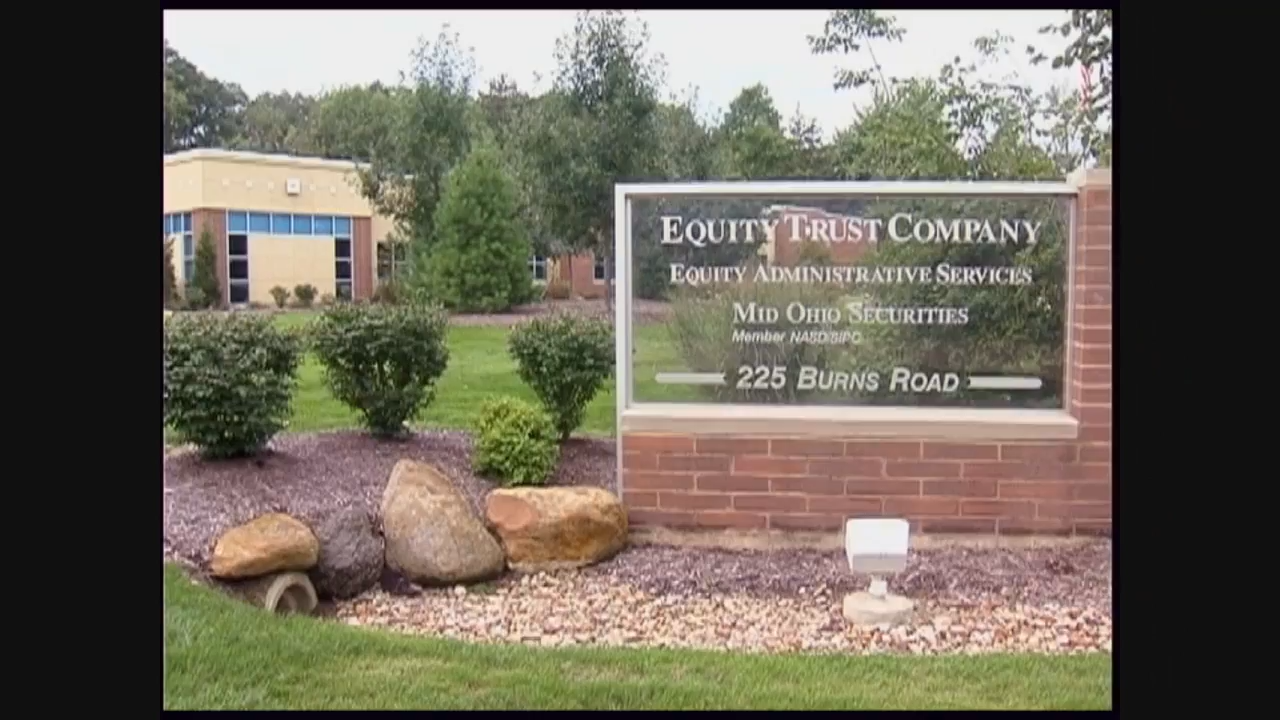 EQUITY TRUST COMPANY
EQUITY ADMINISTRATIVE SERVICES
MID OHIO SECURITIES
Member NASD/SIPC
225 BURNS ROAD